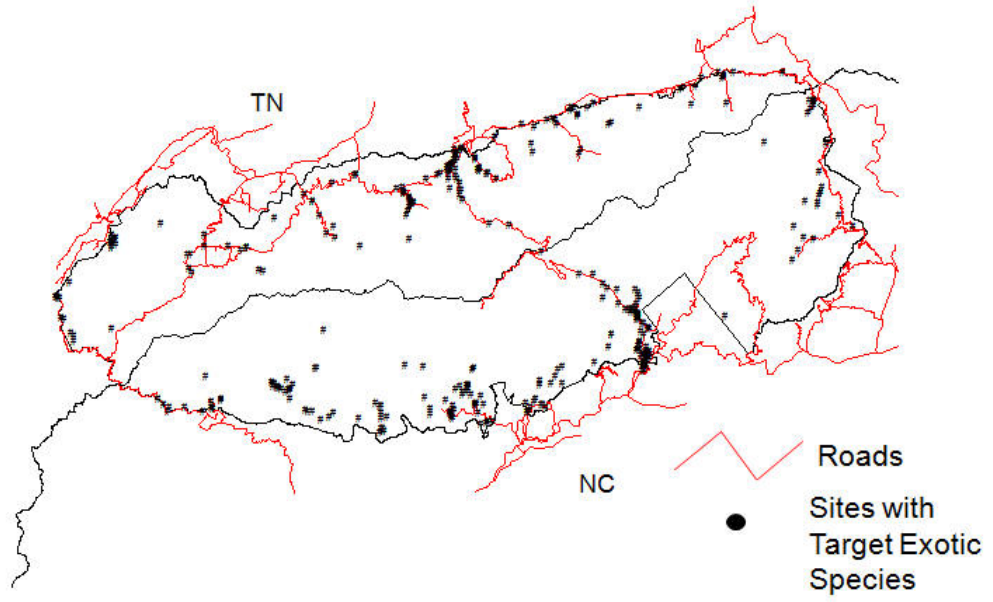 TN
NC
Roads
Sites with
Target Exotic
Species